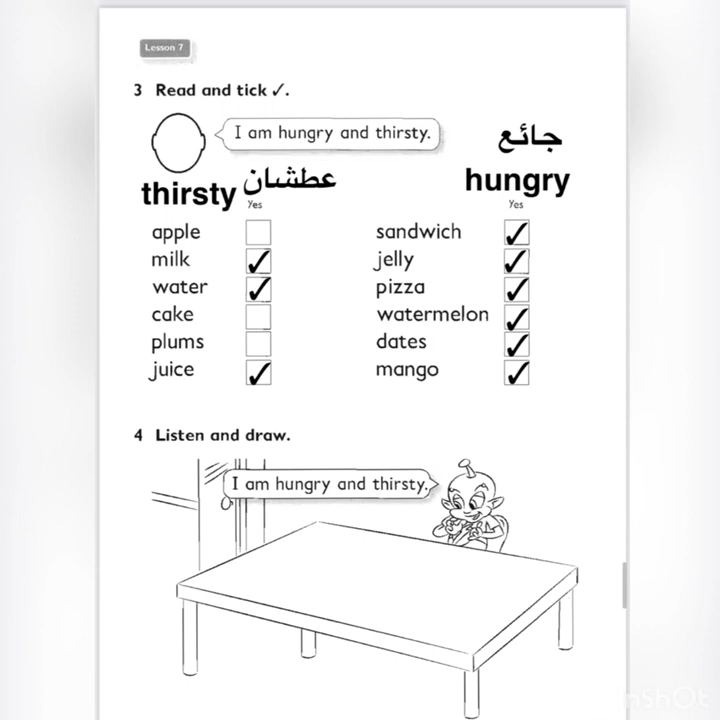 Lesson 7
3 Read and tick ✓.
I am hungry and thirsty.
جائع
عطشان
thirsty
hungry
Yes
Yes
apple
milk ✓
water ✓
cake
plums
juice ✓
sandwich ✓
jelly ✓
pizza ✓
watermelon ✓
dates ✓
mango ✓
4 Listen and draw.
I am hungry and thirsty.
InShOt